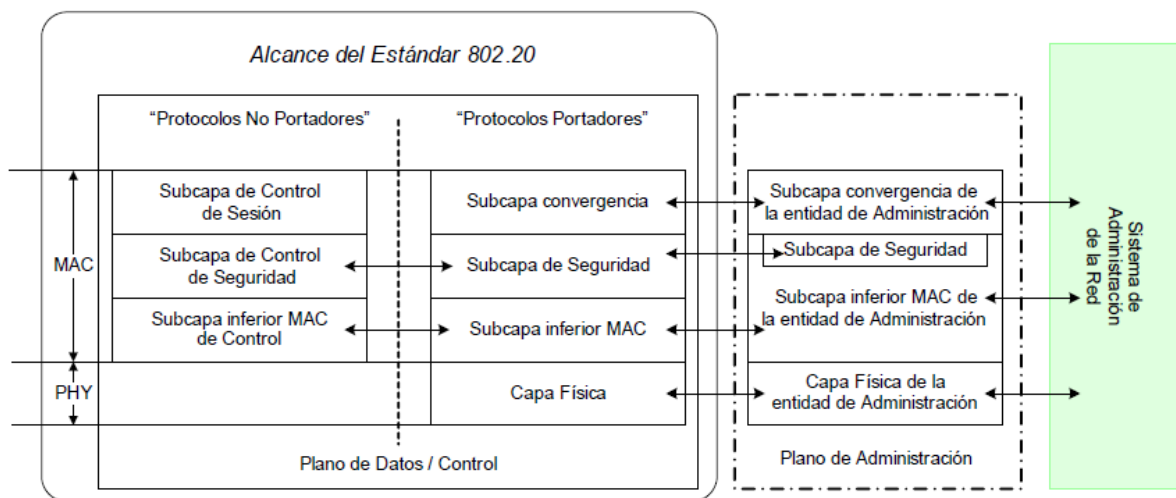 Alcance del Estándar 802.20
“Protocolos No Portadores”
“Protocolos Portadores”
MAC
Subcapa de Control
de Sesión
Subcapa convergencia
Subcapa convergencia de
la entidad de Administración
Subcapa de Control
de Seguridad
Subcapa de Seguridad
Subcapa de Seguridad
Subcapa inferior MAC
de Control
Subcapa inferior MAC
Subcapa inferior MAC de
la entidad de Administración
PHY
Capa Física
Capa Física de la
entidad de Administración
Plano de Datos / Control
Plano de Administración
Sistema de
Administración
de la Red